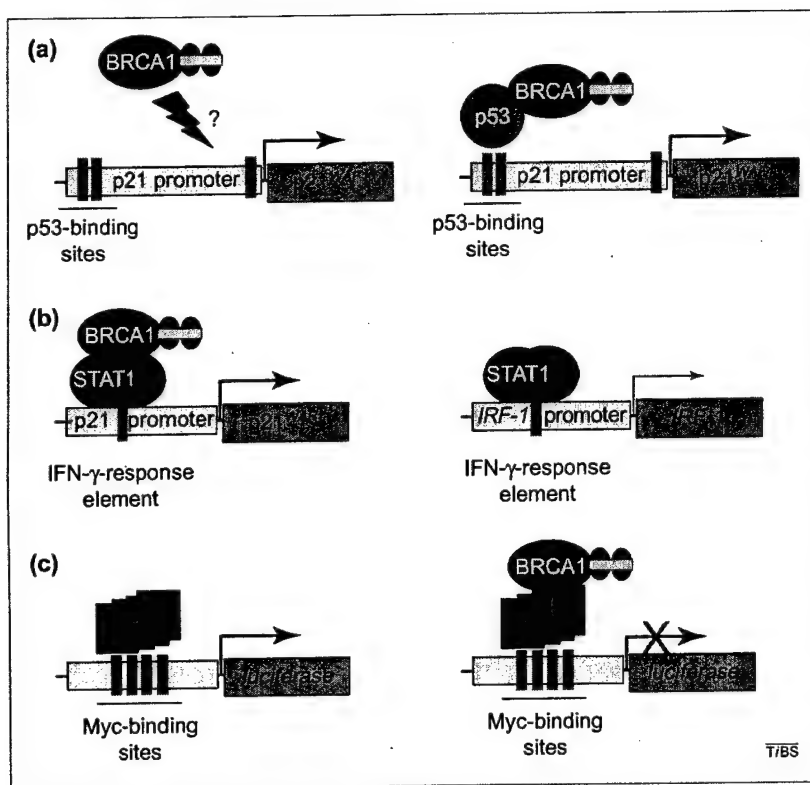 (a)
BRCA1
?
p21 promoter
p53-binding
sites
BRCA1
p53
p21 promoter
p53-binding
sites
(b)
BRCA1
STAT1
p21 promoter
IFN-γ-response
element
STAT1
IRF-1 promoter
IFN-γ-response
element
(c)
luciferase
Myc-binding
sites
BRCA1
luciferase
Myc-binding
sites
TiBS